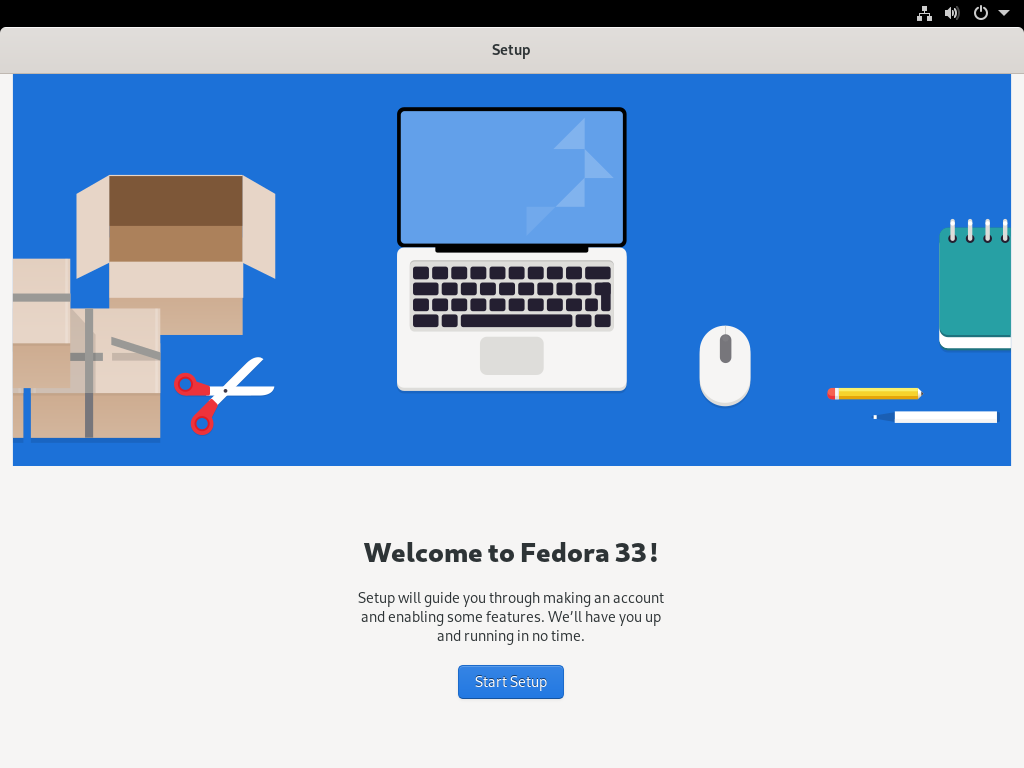 Setup
Welcome to Fedora 33!
Setup will guide you through making an account
and enabling some features. We’ll have you up
and running in no time.
Start Setup